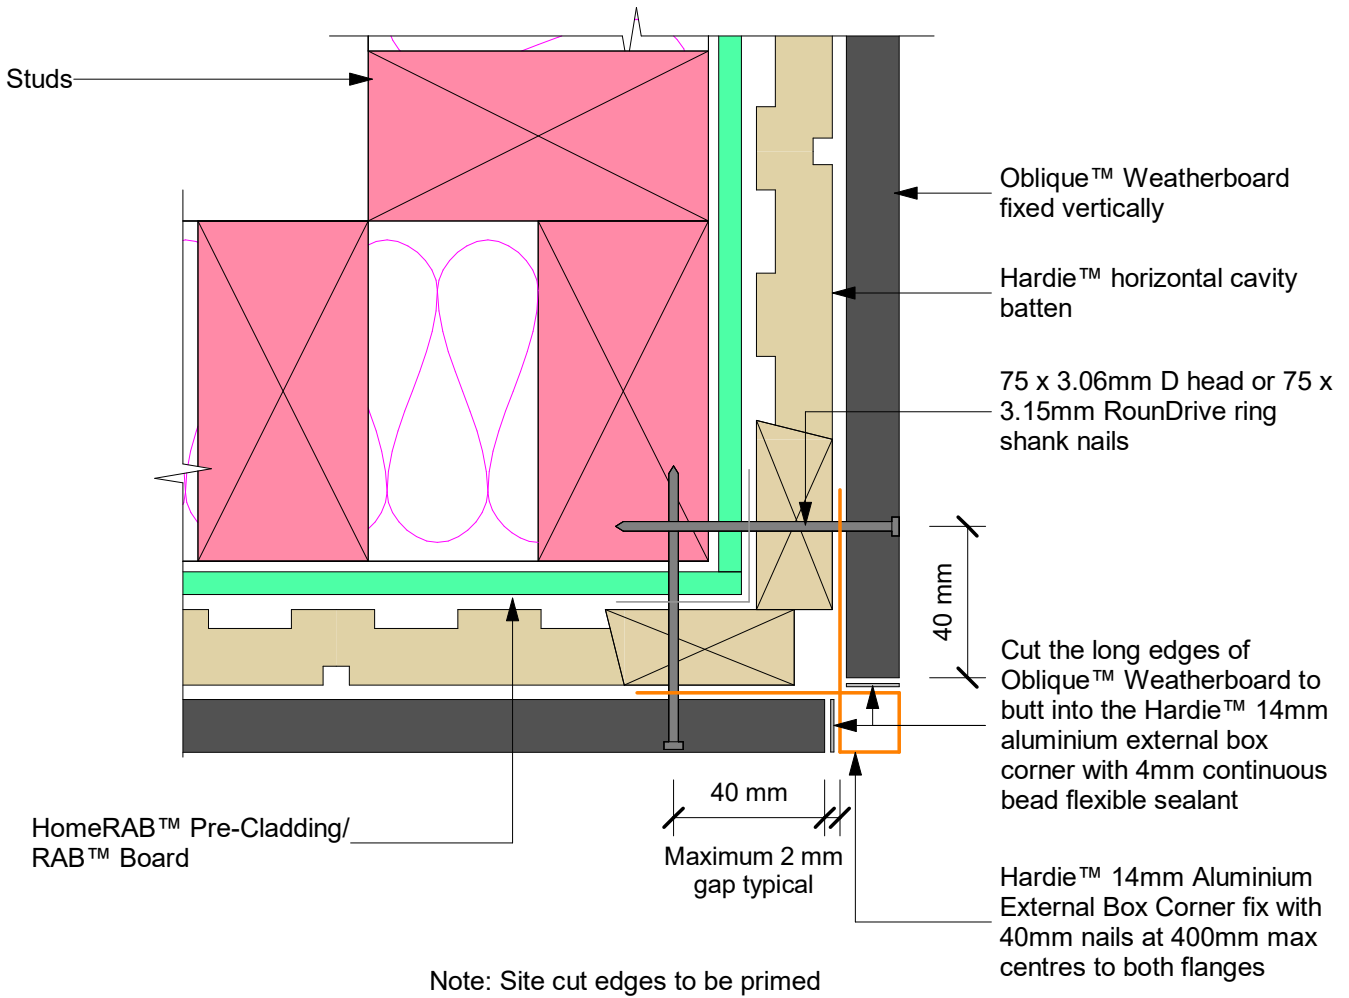 Studs
Oblique™ Weatherboard
fixed vertically
Hardie™ horizontal cavity
batten
75 x 3.06mm D head or 75 x
3.15mm RounDrive ring
shank nails
40 mm
Cut the long edges of
Oblique™ Weatherboard to
butt into the Hardie™ 14mm
aluminium external box
corner with 4mm continuous
bead flexible sealant
40 mm
Maximum 2 mm
gap typical
HomeRAB™ Pre-Cladding/
RAB™ Board
Hardie™ 14mm Aluminium
External Box Corner fix with
40mm nails at 400mm max
centres to both flanges
Note: Site cut edges to be primed